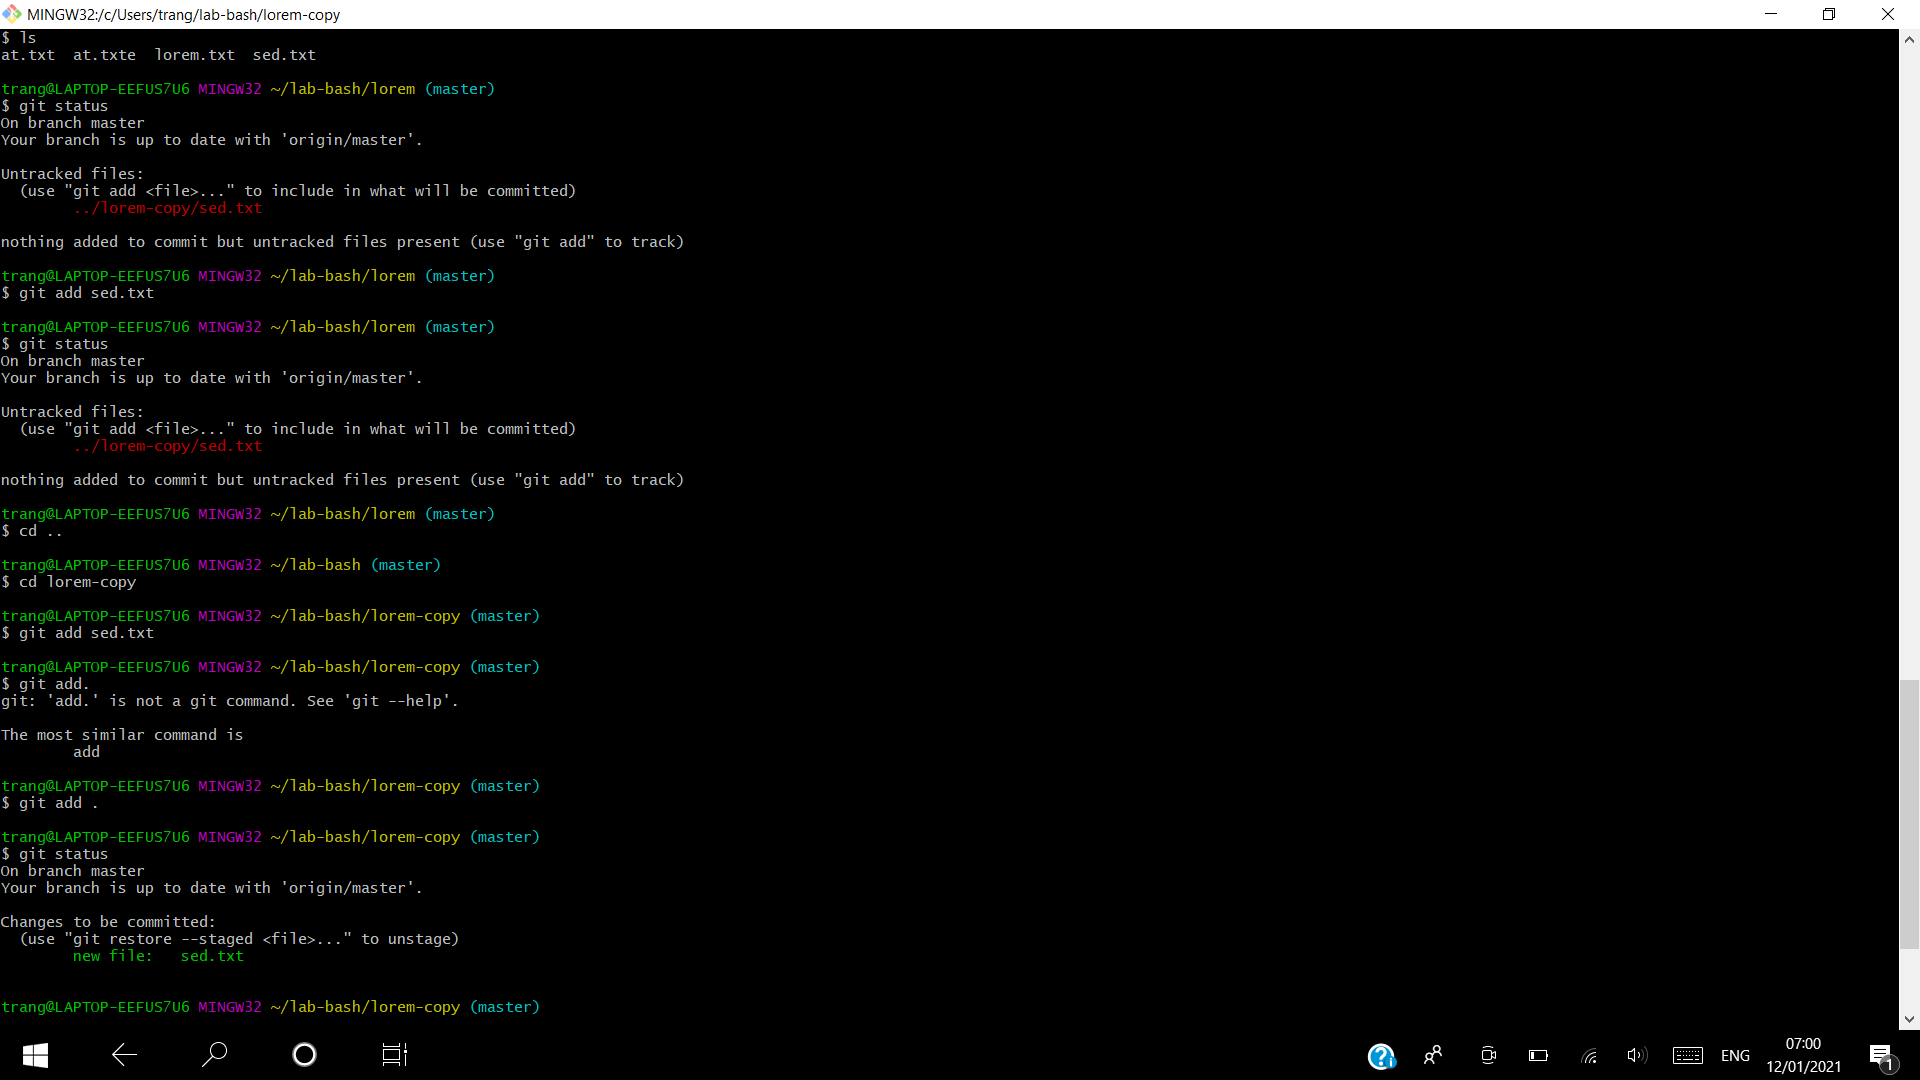 MINGW32:/c/Users/trang/lab-bash/lorem-copy
$ ls
at.txt  at.txte  lorem.txt  sed.txt
trang@LAPTOP-EEFUS7U6 MINGW32 ~/lab-bash/lorem (master)
$ git status
On branch master
Your branch is up to date with 'origin/master'.
Untracked files:
  (use "git add <file>..." to include in what will be committed)
        ../lorem-copy/sed.txt
nothing added to commit but untracked files present (use "git add" to track)
trang@LAPTOP-EEFUS7U6 MINGW32 ~/lab-bash/lorem (master)
$ git add sed.txt
trang@LAPTOP-EEFUS7U6 MINGW32 ~/lab-bash/lorem (master)
$ git status
On branch master
Your branch is up to date with 'origin/master'.
Untracked files:
  (use "git add <file>..." to include in what will be committed)
        ../lorem-copy/sed.txt
nothing added to commit but untracked files present (use "git add" to track)
trang@LAPTOP-EEFUS7U6 MINGW32 ~/lab-bash/lorem (master)
$ cd ..
trang@LAPTOP-EEFUS7U6 MINGW32 ~/lab-bash (master)
$ cd lorem-copy
trang@LAPTOP-EEFUS7U6 MINGW32 ~/lab-bash/lorem-copy (master)
$ git add sed.txt
trang@LAPTOP-EEFUS7U6 MINGW32 ~/lab-bash/lorem-copy (master)
$ git add.
git: 'add.' is not a git command. See 'git --help'.
The most similar command is
        add
trang@LAPTOP-EEFUS7U6 MINGW32 ~/lab-bash/lorem-copy (master)
$ git add .
trang@LAPTOP-EEFUS7U6 MINGW32 ~/lab-bash/lorem-copy (master)
$ git status
On branch master
Your branch is up to date with 'origin/master'.
Changes to be committed:
  (use "git restore --staged <file>..." to unstage)
        new file:   sed.txt
trang@LAPTOP-EEFUS7U6 MINGW32 ~/lab-bash/lorem-copy (master)
ENG
07:00
12/01/2021
1